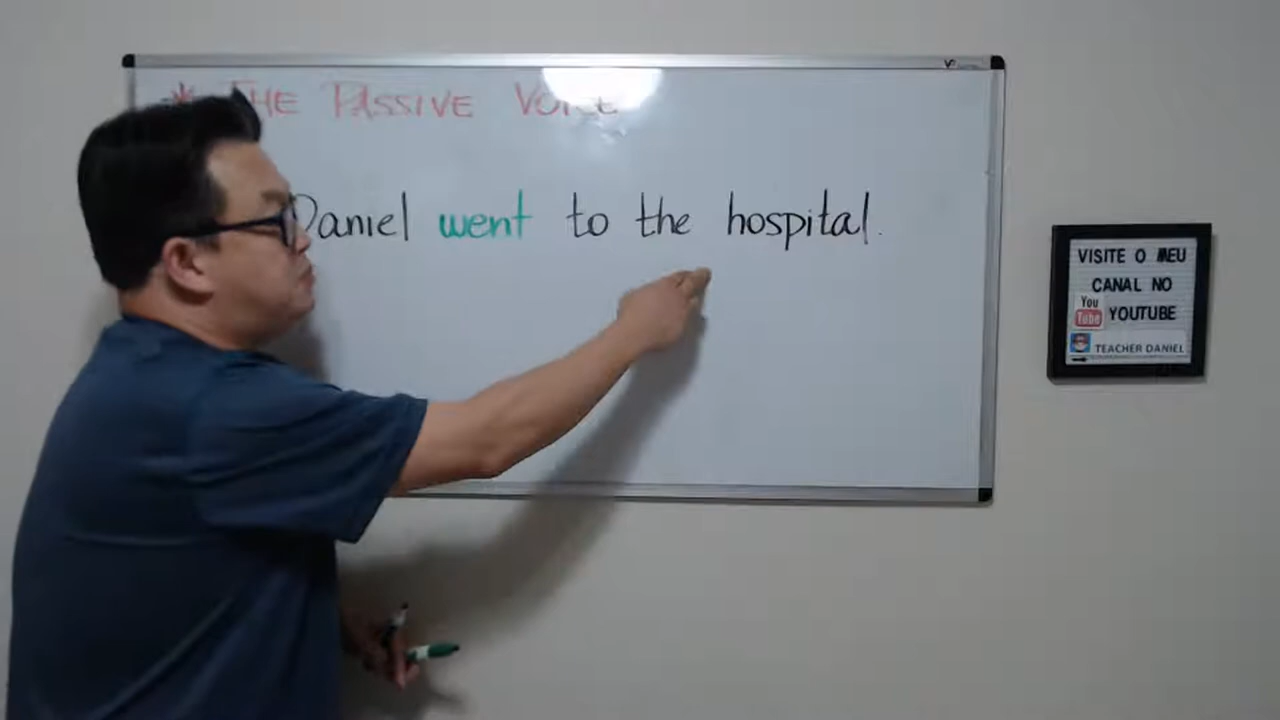 * THE PASSIVE VOICE
Daniel went to the hospital.
VISITE O MEU
CANAL NO
You
Tube YOUTUBE
TEACHER DANIEL